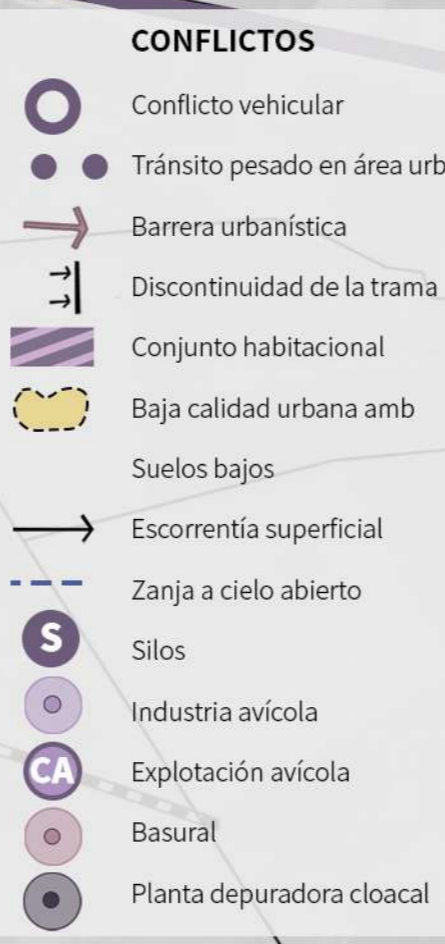 CONFLICTOS
Conflicto vehicular
Tránsito pesado en área urb
Barrera urbanística
Discontinuidad de la trama
Conjunto habitacional
Baja calidad urbana amb
Suelos bajos
Escorrentía superficial
Zanja a cielo abierto
S Silos
Industria avícola
CA Explotación avícola
Basural
Planta depuradora cloacal